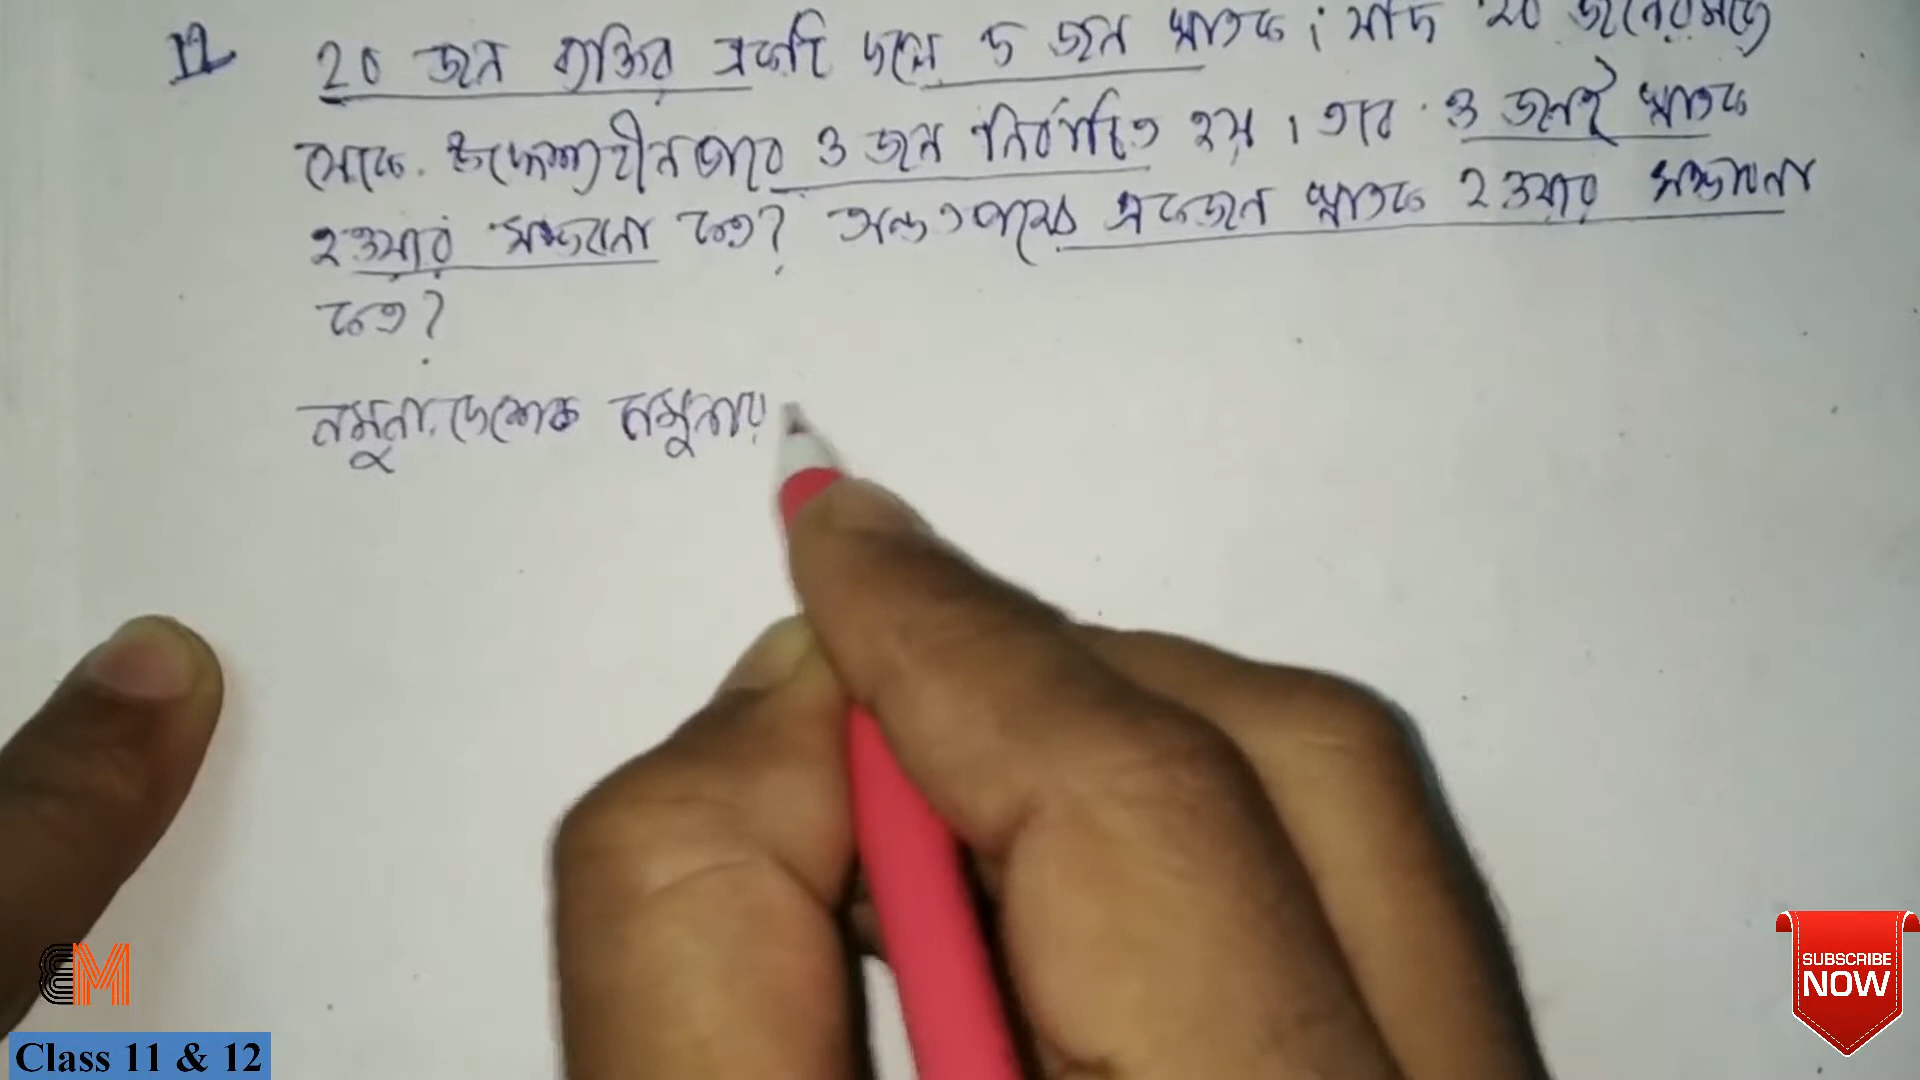 12 20 জন ব্যক্তির একটি দলে 5 জন স্নাতক। যদি 20 জনের মধ্যে
থেকে উদ্দেশ্যহীনভাবে 3 জন নির্বাচিত হয়। তবে 3 জনই স্নাতক
হওয়ার সম্ভাবনা কত? অন্ততপক্ষে একজন স্নাতক হওয়ার সম্ভাবনা
কত?
নমুনাদেশের নমুনার
EM
Class 11 & 12
SUBSCRIBE
NOW